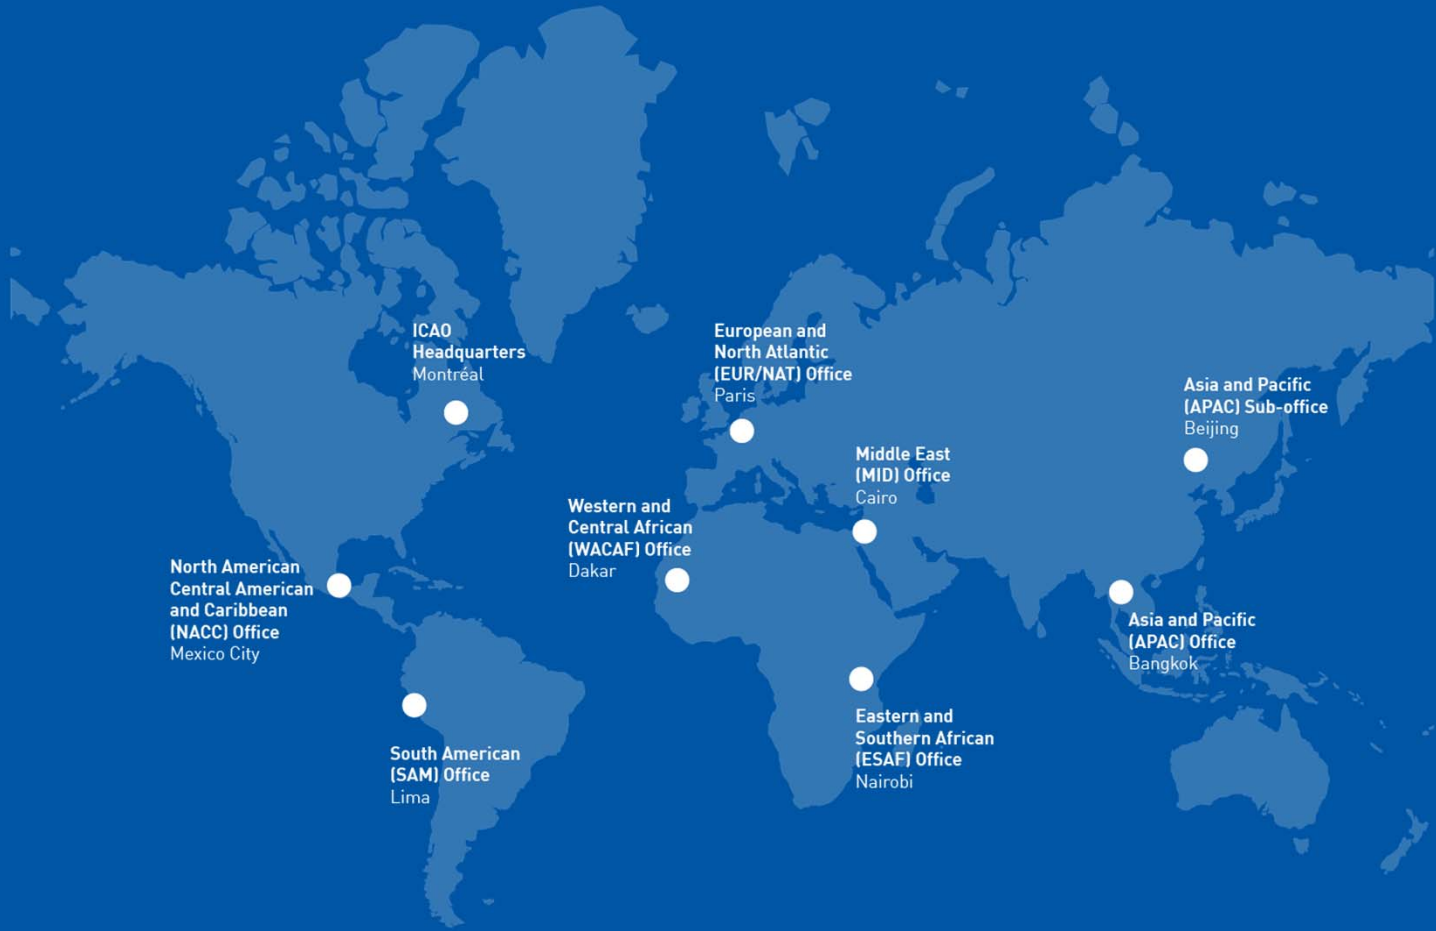 ICAO
Headquarters
Montréal
European and
North Atlantic
(EUR/NAT) Office
Paris
Asia and Pacific
(APAC) Sub-office
Beijing
Middle East
(MID) Office
Cairo
Western and
Central African
(WACAF) Office
Dakar
North American
Central American
and Caribbean
(NACC) Office
Mexico City
Asia and Pacific
(APAC) Office
Bangkok
Eastern and
Southern African
(ESAF) Office
Nairobi
South American
(SAM) Office
Lima